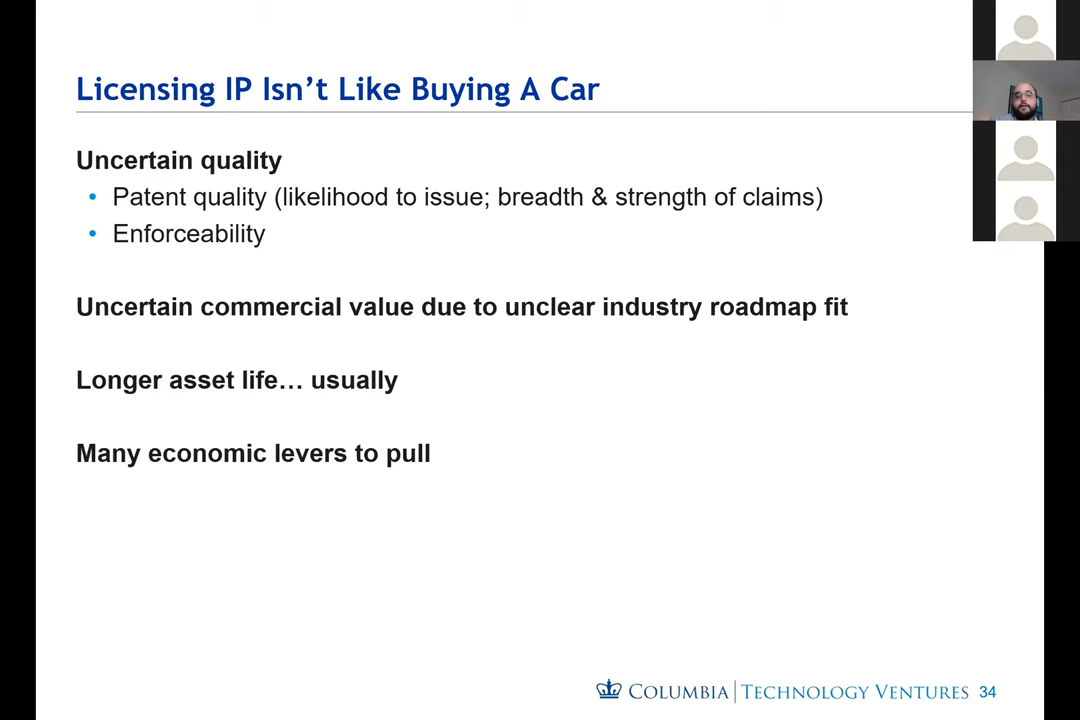 Licensing IP Isn't Like Buying A Car
Uncertain quality
• Patent quality (likelihood to issue; breadth & strength of claims)
• Enforceability
Uncertain commercial value due to unclear industry roadmap fit
Longer asset life… usually
Many economic levers to pull
COLUMBIA | TECHNOLOGY VENTURES 34